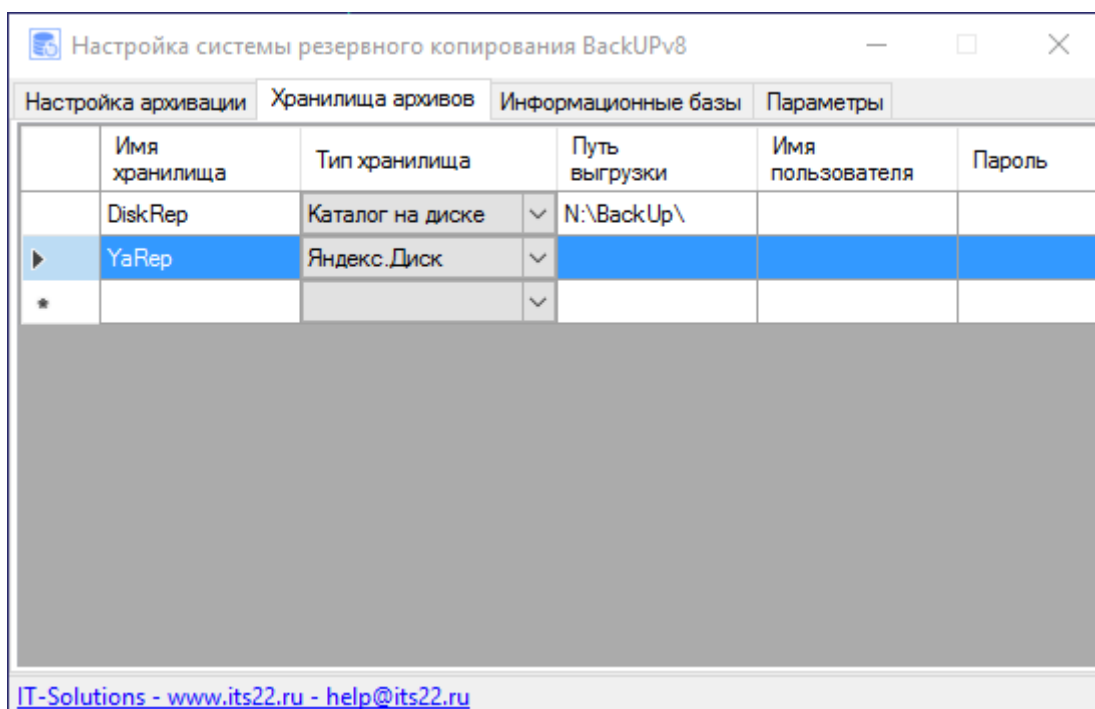 Настройка системы резервного копирования BackUPv8
Настройка архивации Хранилища архивов Информационные базы Параметры
Имя хранилища Тип хранилища Путь выгрузки Имя пользователя Пароль
DiskRep Каталог на диске N:\BackUp\
YaRep Яндекс.Диск
IT-Solutions - www.its22.ru - help@its22.ru